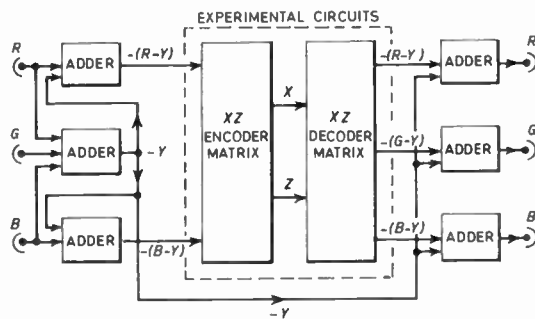 EXPERIMENTAL CIRCUITS
R
ADDER
-(R-Y)
XZ
ENCODER
MATRIX
X
Z
XZ
DECODER
MATRIX
-(R-Y)
ADDER
R
G
ADDER
-Y
-(G-Y)
ADDER
G
B
ADDER
-(B-Y)
-(B-Y)
ADDER
B
-Y